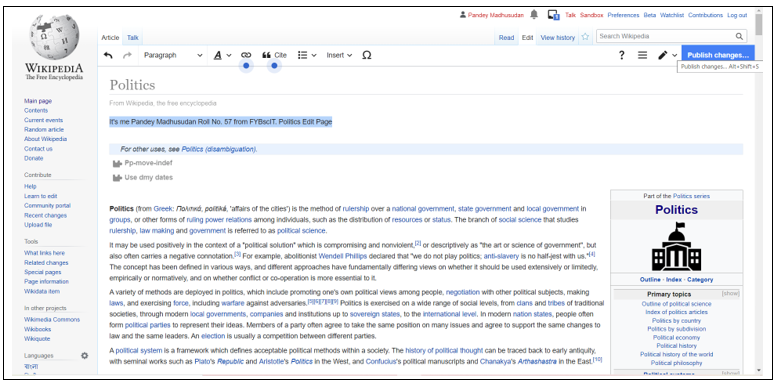 Pandey Madhusudan Talk Sandbox Preferences Beta Watchlist Contributions Log out
WIKIPEDIA
The Free Encyclopedia
Main page
Contents
Current events
Random article
About Wikipedia
Contact us
Donate
Contribute
Help
Learn to edit
Community portal
Recent changes
Upload file
Tools
What links here
Related changes
Special pages
Page information
Wikidata item
In other projects
Wikimedia Commons
Wikibooks
Wikiquote
Languages
বাংলা
Article Talk
Read Edit View history
Search Wikipedia
Paragraph A Cite Insert Ω
? Publish changes...
Publish changes... Alt+Shift+S
Politics
From Wikipedia, the free encyclopedia
It's me Pandey Madhusudan Roll No. 57 from FYBscIT. Politics Edit Page
For other uses, see Politics (disambiguation).
Pp-move-indef
Use dmy dates
Politics (from Greek: Πολιτικά, politiká, 'affairs of the cities') is the method of rulership over a national government, state government and local government in
groups, or other forms of ruling power relations among individuals, such as the distribution of resources or status. The branch of social science that studies
rulership, law making and government is referred to as political science.
It may be used positively in the context of a "political solution" which is compromising and nonviolent,[2] or descriptively as "the art or science of government", but
also often carries a negative connotation.[3] For example, abolitionist Wendell Phillips declared that "we do not play politics; anti-slavery is no half-jest with us."[4]
The concept has been defined in various ways, and different approaches have fundamentally differing views on whether it should be used extensively or limitedly,
empirically or normatively, and on whether conflict or co-operation is more essential to it.
A variety of methods are deployed in politics, which include promoting one's own political views among people, negotiation with other political subjects, making
laws, and exercising force, including warfare against adversaries.[5][6][7][8][9] Politics is exercised on a wide range of social levels, from clans and tribes of traditional
societies, through modern local governments, companies and institutions up to sovereign states, to the international level. In modern nation states, people often
form political parties to represent their ideas. Members of a party often agree to take the same position on many issues and agree to support the same changes to
law and the same leaders. An election is usually a competition between different parties.
A political system is a framework which defines acceptable political methods within a society. The history of political thought can be traced back to early antiquity,
with seminal works such as Plato's Republic and Aristotle's Politics in the West, and Confucius's political manuscripts and Chanakya's Arthashastra in the East.[10]
Part of the Politics series
Politics
Outline · Index · Category
Primary topics [show]
Outline of political science
Index of politics articles
Politics by country
Politics by subdivision
Political economy
Political history
Political history of the world
Political philosophy